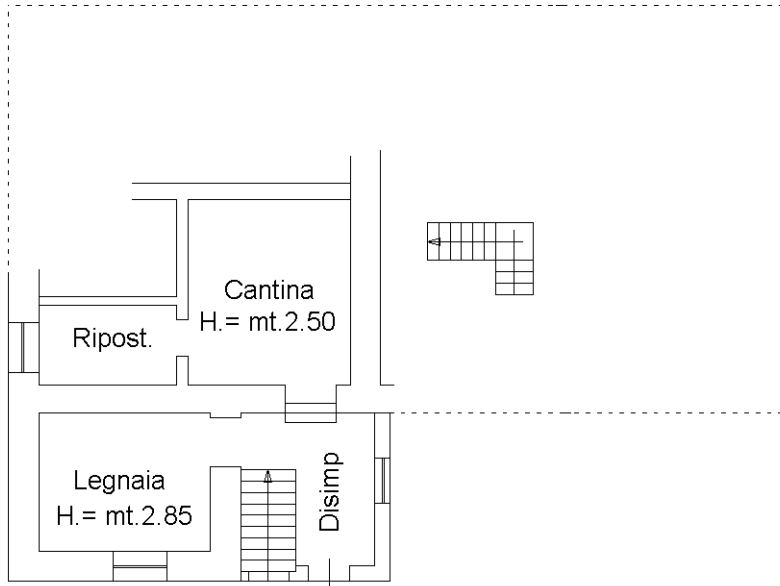 Cantina
H.= mt.2.50
Ripost.
Legnaia
H.= mt.2.85
Disimp